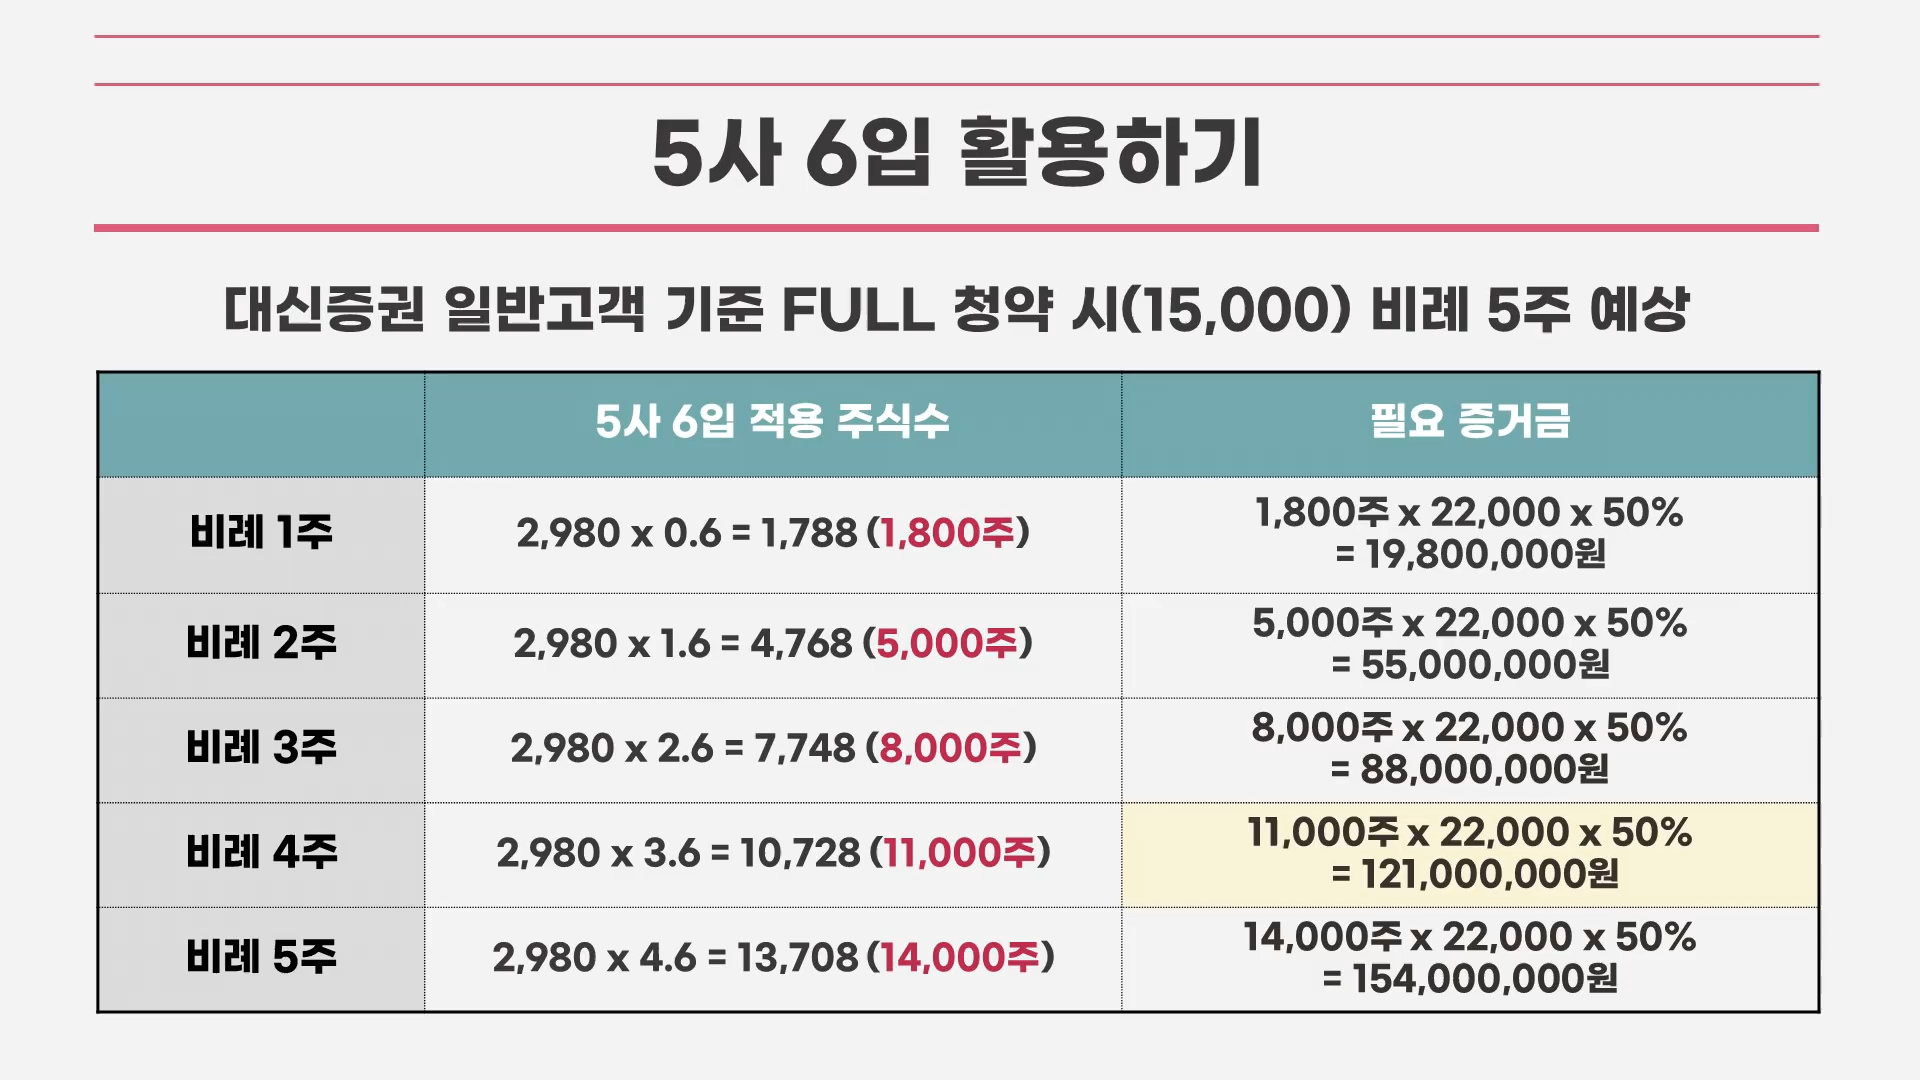 5사 6입 활용하기
대신증권 일반고객 기준 FULL 청약 시(15,000) 비례 5주 예상
5사 6입 적용 주식수
필요 증거금
비례 1주
2,980 x 0.6 = 1,788 (1,800주)
1,800주 x 22,000 x 50%
= 19,800,000원
비례 2주
2,980 x 1.6 = 4,768 (5,000주)
5,000주 x 22,000 x 50%
= 55,000,000원
비례 3주
2,980 x 2.6 = 7,748 (8,000주)
8,000주 x 22,000 x 50%
= 88,000,000원
비례 4주
2,980 x 3.6 = 10,728 (11,000주)
11,000주 x 22,000 x 50%
= 121,000,000원
비례 5주
2,980 x 4.6 = 13,708 (14,000주)
14,000주 x 22,000 x 50%
= 154,000,000원